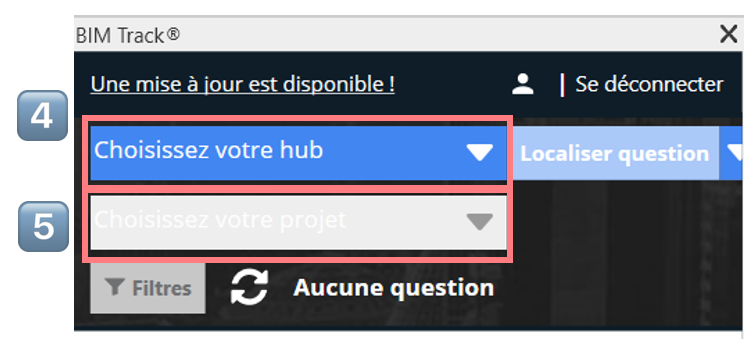 BIM Track®
Une mise à jour est disponible !
| Se déconnecter
4
Choisissez votre hub
Localiser question
5
Choisissez votre projet
Filtres
Aucune question